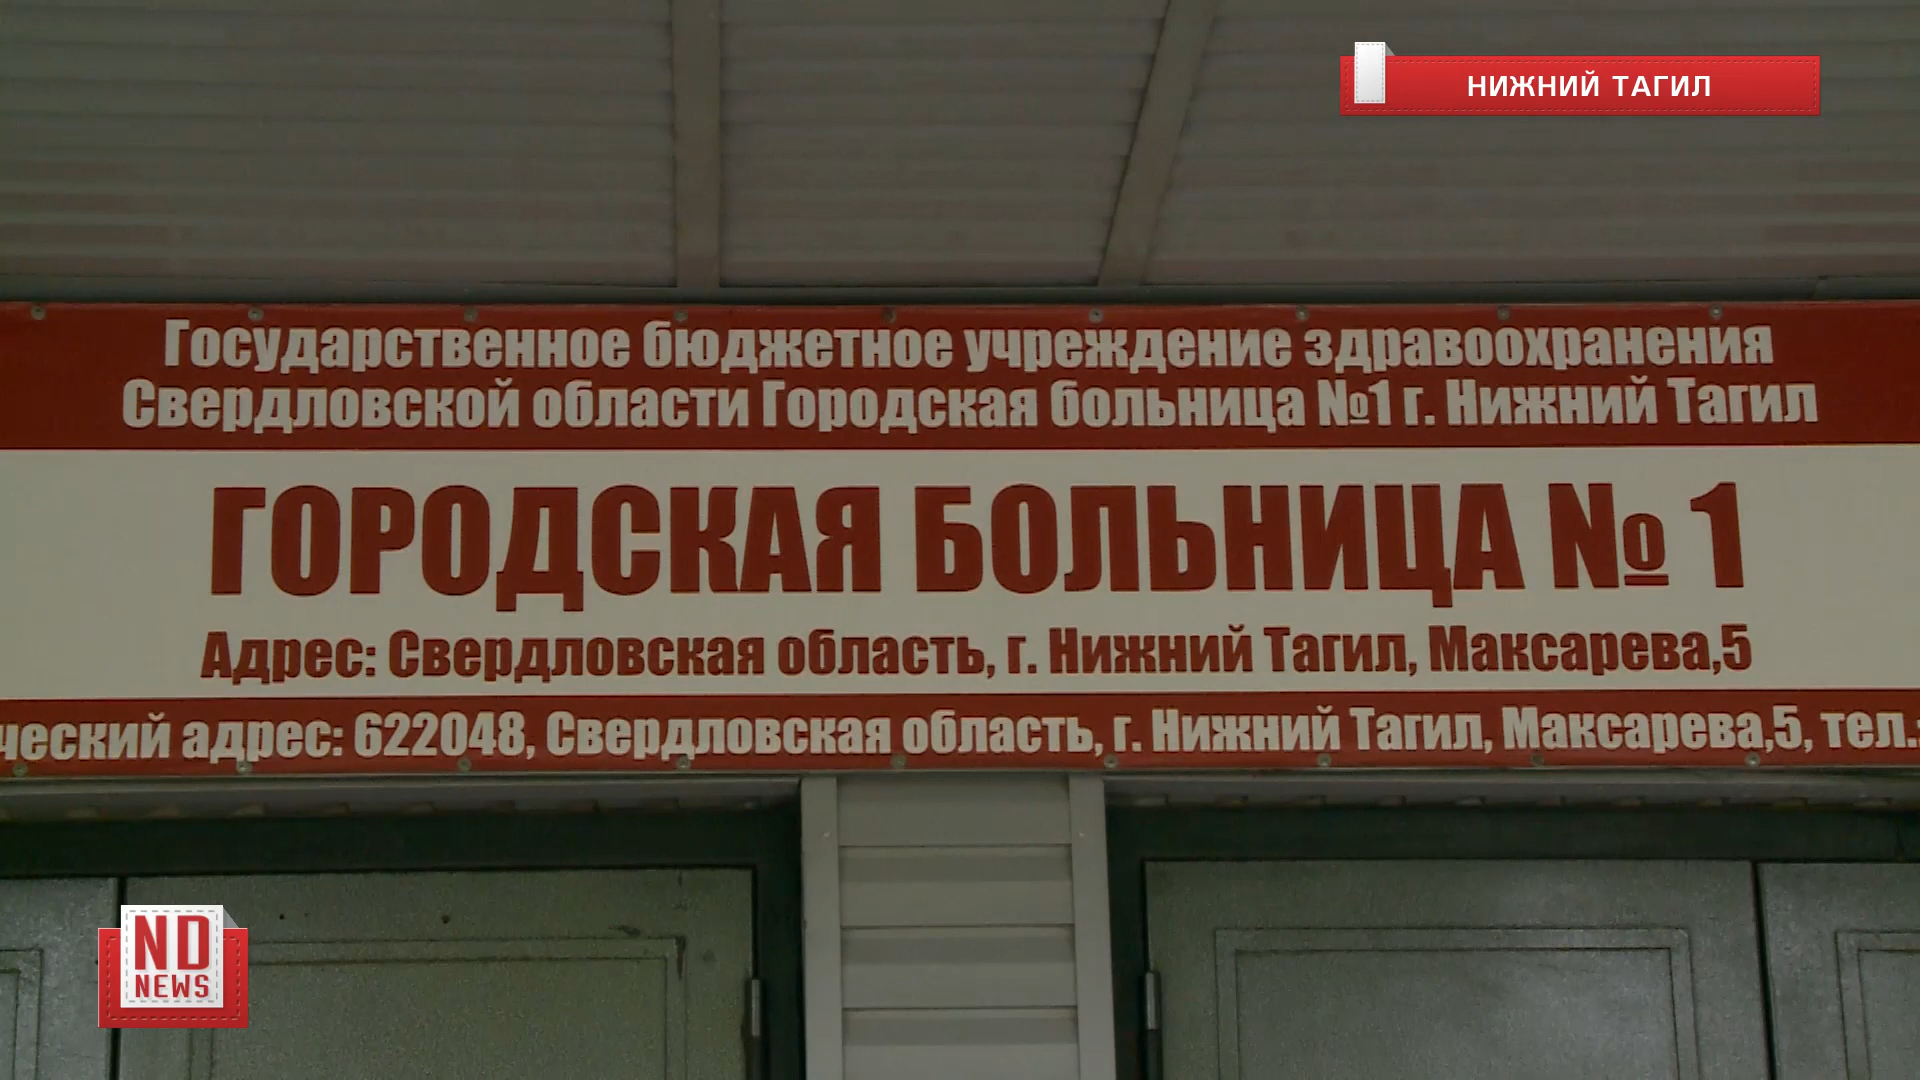 НИЖНИЙ ТАГИЛ
Государственное бюджетное учреждение здравоохранения
Свердловской области Городская больница №1 г. Нижний Тагил
ГОРОДСКАЯ БОЛЬНИЦА № 1
Адрес: Свердловская область, г. Нижний Тагил, Максарева,5
ческий адрес: 622048, Свердловская область, г. Нижний Тагил, Максарева,5, тел.:
ND
NEWS